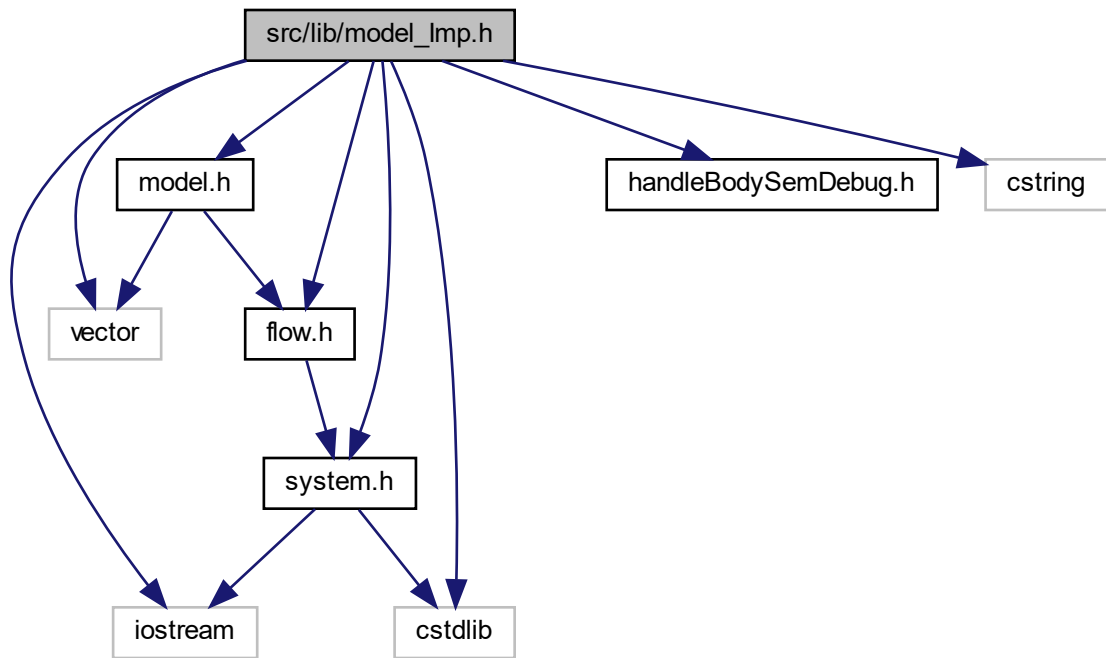 src/lib/model_Imp.h
model.h
handleBodySemDebug.h
cstring
vector
flow.h
system.h
iostream
cstdlib